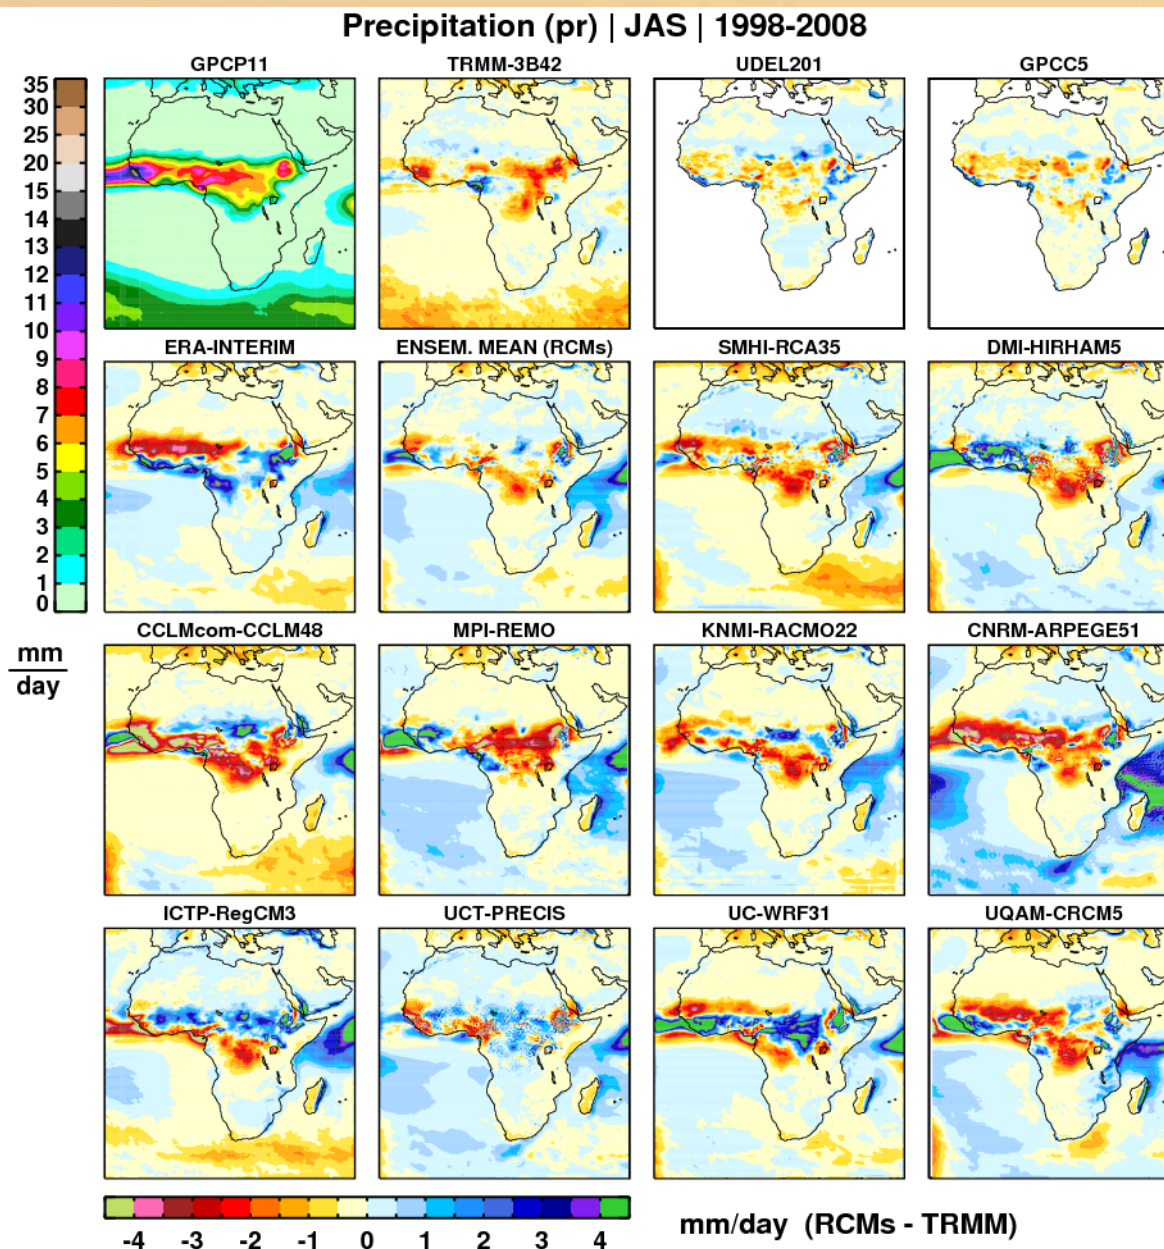 Precipitation (pr) | JAS | 1998-2008
GPCP11 TRMM-3B42 UDEL201 GPCC5
35
30
25
20
15
14
13
12
11
10
9
8
7
6
5
4
3
2
1
0
mm
day
ERA-INTERIM ENSEM. MEAN (RCMs) SMHI-RCA35 DMI-HIRHAM5
CCLMcom-CCLM48 MPI-REMO KNMI-RACMO22 CNRM-ARPEGE51
ICTP-RegCM3 UCT-PRECIS UC-WRF31 UQAM-CRCM5
-4 -3 -2 -1 0 1 2 3 4
mm/day (RCMs - TRMM)